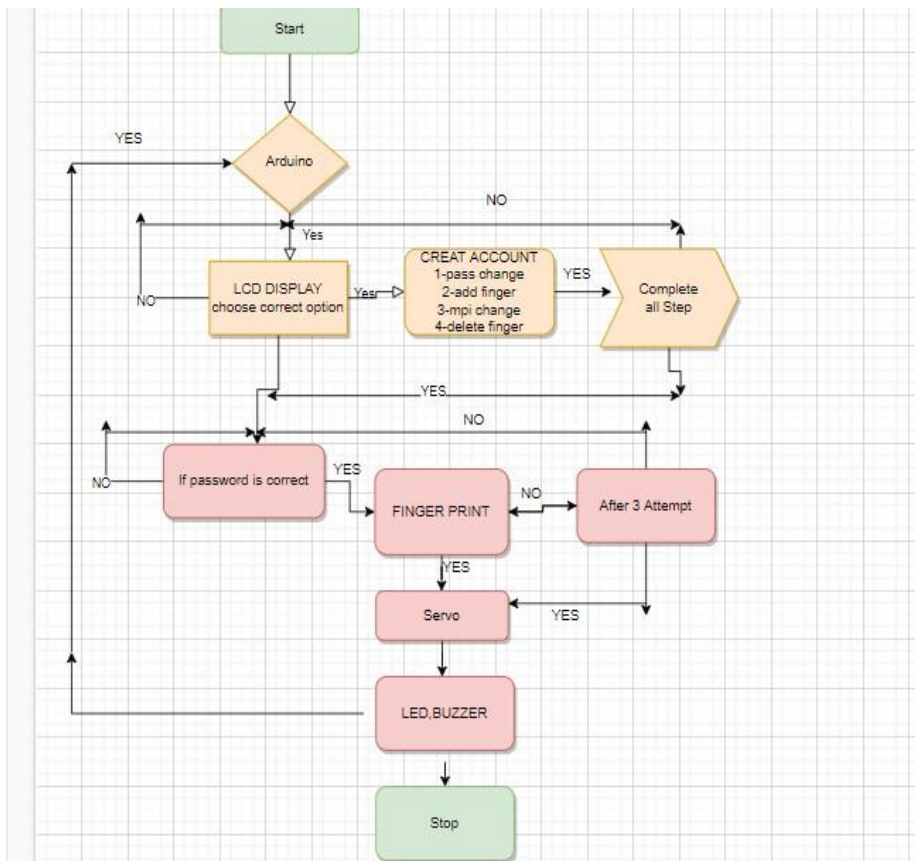 Start
YES
Arduino
NO
Yes
CREAT ACCOUNT
1-pass change
2-add finger
3-mpi change
4-delete finger
YES
Complete
all Step
LCD DISPLAY
choose correct option
Yes
NO
YES
NO
If password is correct
NO
YES
FINGER PRINT
NO
After 3 Attempt
YES
Servo
YES
LED,BUZZER
Stop